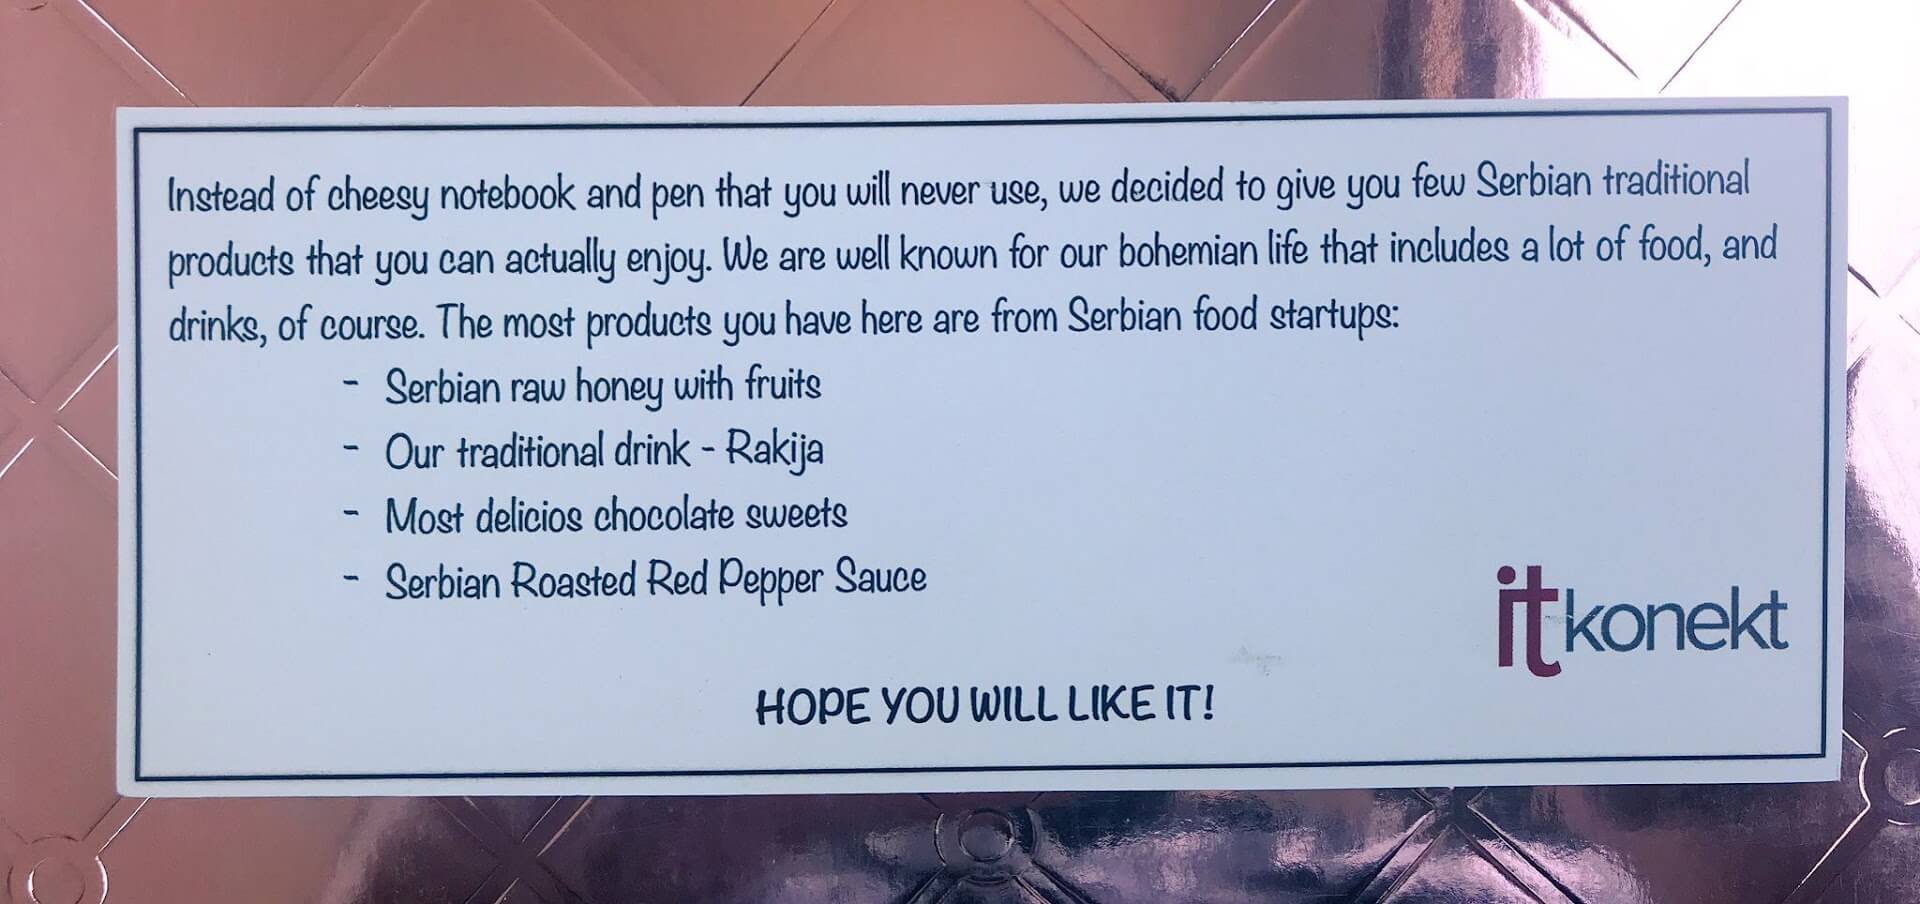 Instead of cheesy notebook and pen that you will never use, we decided to give you few Serbian traditional
products that you can actually enjoy. We are well known for our bohemian life that includes a lot of food, and
drinks, of course. The most products you have here are from Serbian food startups:
- Serbian raw honey with fruits
- Our traditional drink - Rakija
- Most delicios chocolate sweets
- Serbian Roasted Red Pepper Sauce
itkonekt
HOPE YOU WILL LIKE IT!